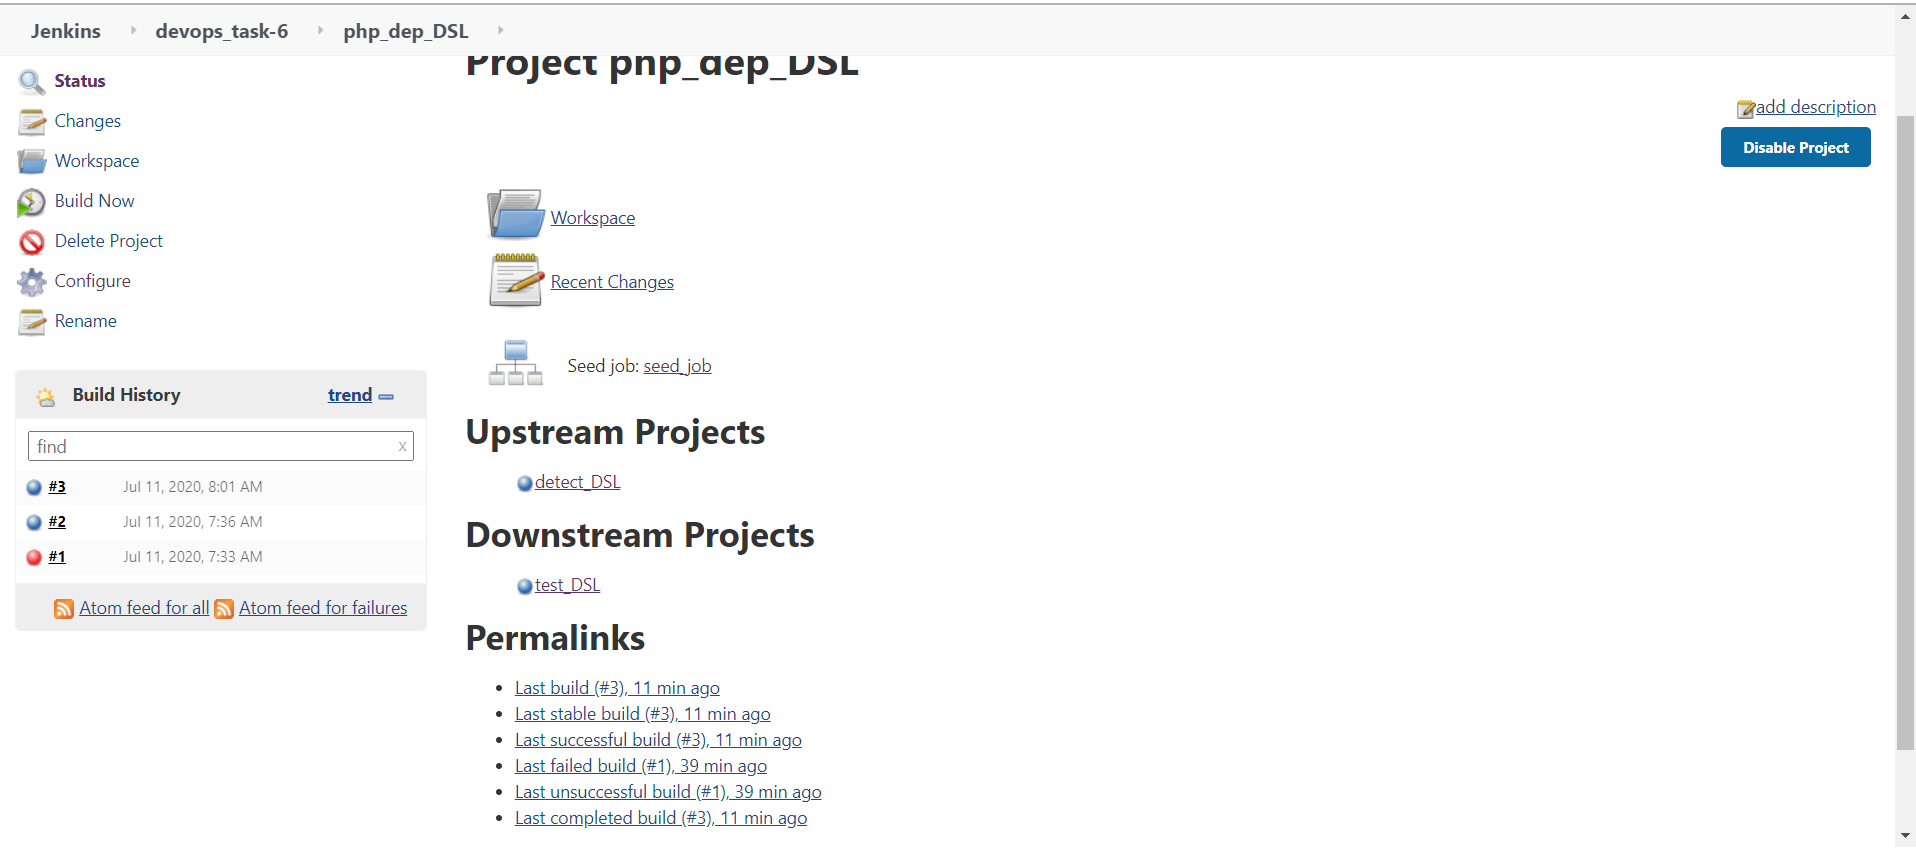 Jenkins devops_task-6 php_dep_DSL
Status
Changes
Workspace
Build Now
Delete Project
Configure
Rename
Build History trend
find x
#3 Jul 11, 2020, 8:01 AM
#2 Jul 11, 2020, 7:36 AM
#1 Jul 11, 2020, 7:33 AM
Atom feed for all Atom feed for failures
Project php_dep_DSL
add description
Disable Project
Workspace
Recent Changes
Seed job: seed_job
Upstream Projects
detect_DSL
Downstream Projects
test_DSL
Permalinks
Last build (#3), 11 min ago
Last stable build (#3), 11 min ago
Last successful build (#3), 11 min ago
Last failed build (#1), 39 min ago
Last unsuccessful build (#1), 39 min ago
Last completed build (#3), 11 min ago